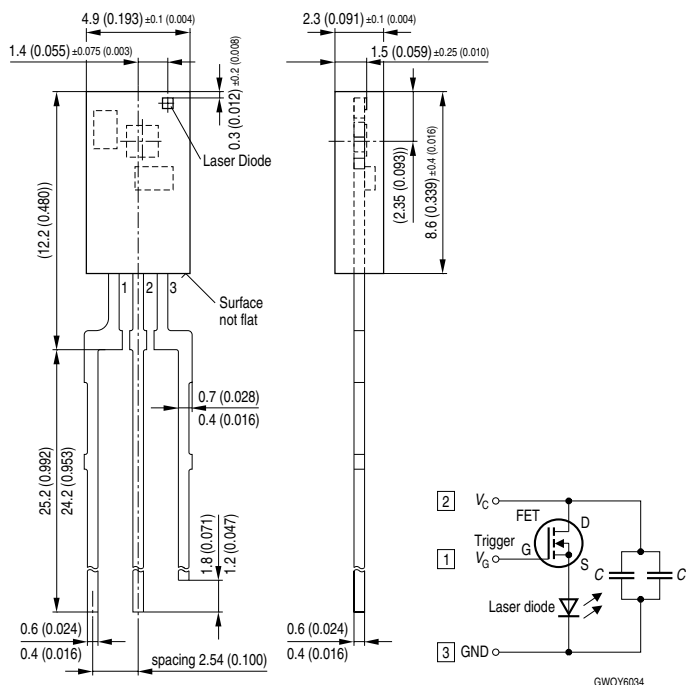 4.9 (0.193) ±0.1 (0.004)
2.3 (0.091) ±0.1 (0.004)
1.4 (0.055) ±0.075 (0.003)
1.5 (0.059) ±0.25 (0.010)
0.3 (0.012) ±0.2 (0.008)
Laser Diode
(2.35 (0.093))
8.6 (0.339) ±0.4 (0.016)
(12.2 (0.480))
1 2 3
Surface
not flat
0.7 (0.028)
0.4 (0.016)
25.2 (0.992)
24.2 (0.953)
1.8 (0.071)
1.2 (0.047)
0.6 (0.024)
0.4 (0.016)
spacing 2.54 (0.100)
0.6 (0.024)
0.4 (0.016)
2 VC
FET
D
Trigger
1 VG
G
S
C C
Laser diode
3 GND
GWOY6034